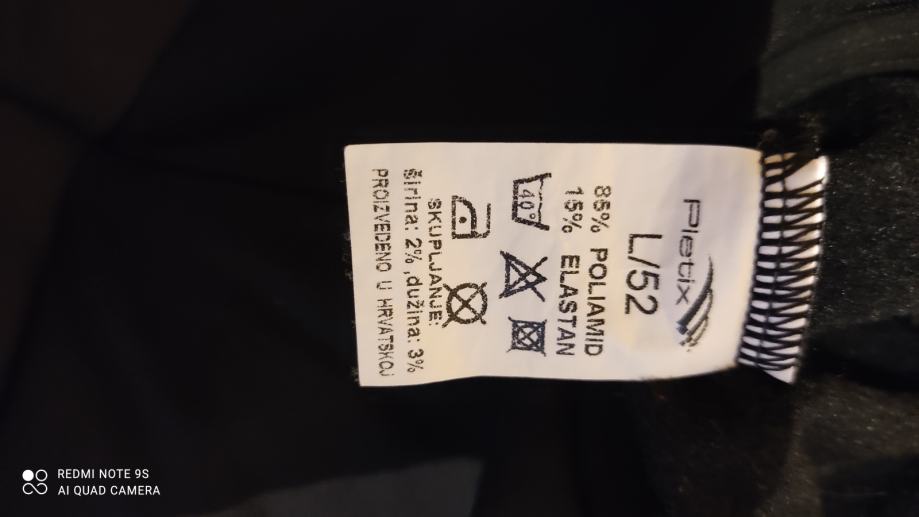 Pletix
L/52
85% POLIAMID
15% ELASTAN
40°
SKUPLJANJE:
širina: 2% ,dužina: 3%
PROIZVEDENO U HRVATSKOJ
REDMI NOTE 9S
AI QUAD CAMERA